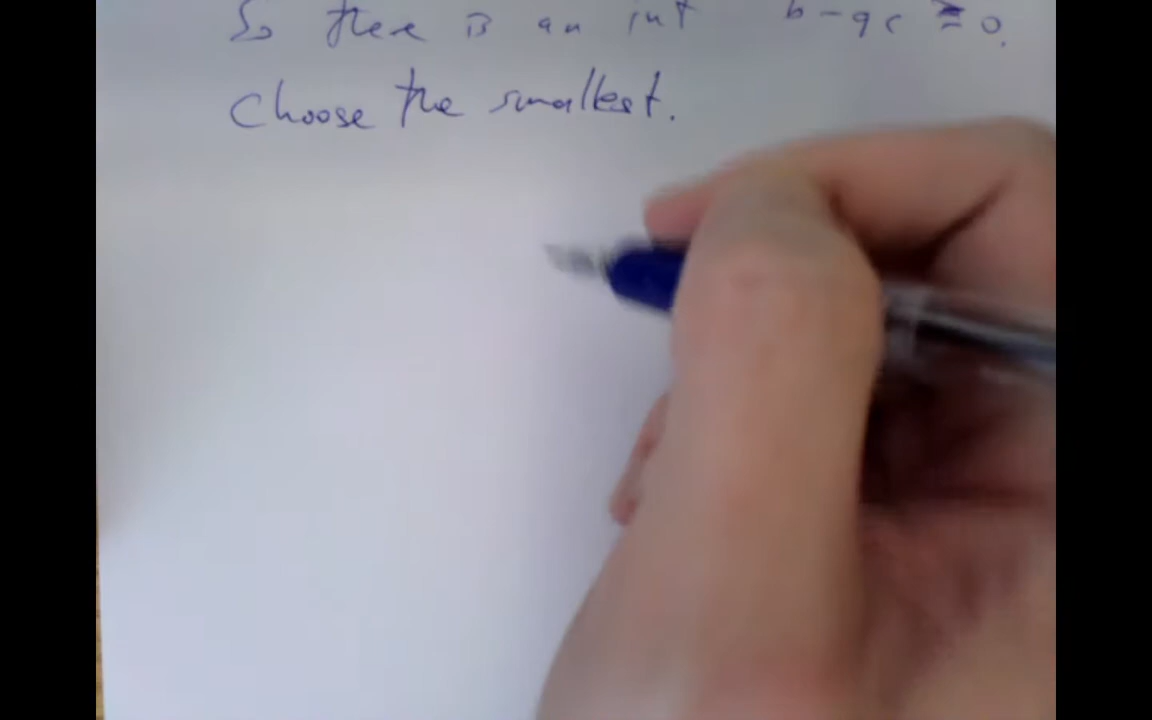 So there is an int b - qc ≥ 0.
Choose the smallest.